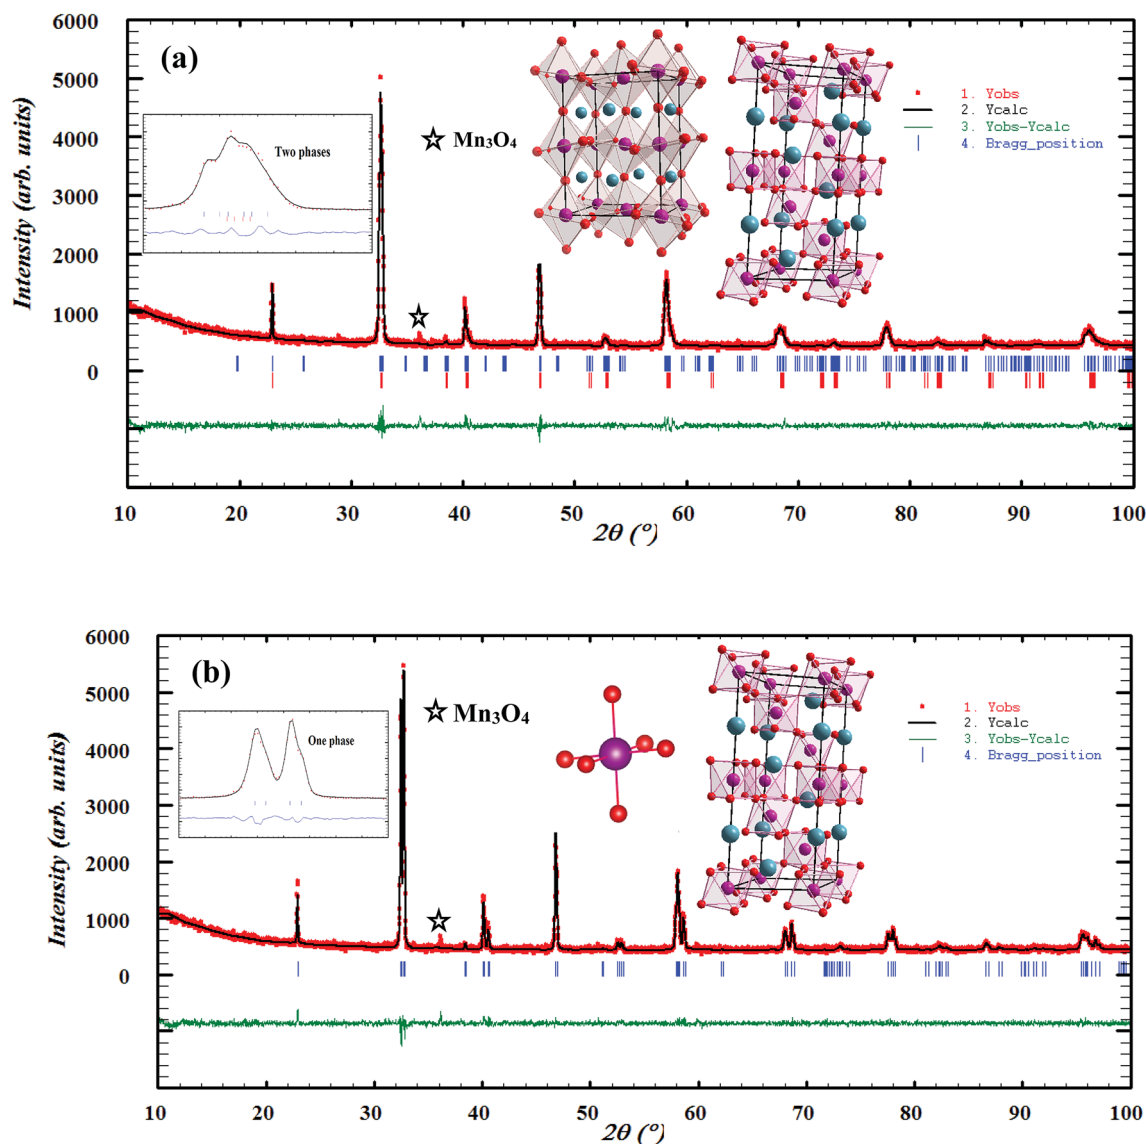 (a)
Intensity (arb. units)
6000
5000
4000
3000
2000
1000
0
Two phases
Mn₃O₄
1. Yobs
2. Ycalc
3. Yobs-Ycalc
4. Bragg_position
10 20 30 40 50 60 70 80 90 100
2θ (°)
(b)
Intensity (arb. units)
6000
5000
4000
3000
2000
1000
0
One phase
Mn₃O₄
1. Yobs
2. Ycalc
3. Yobs-Ycalc
4. Bragg_position
10 20 30 40 50 60 70 80 90 100
2θ (°)